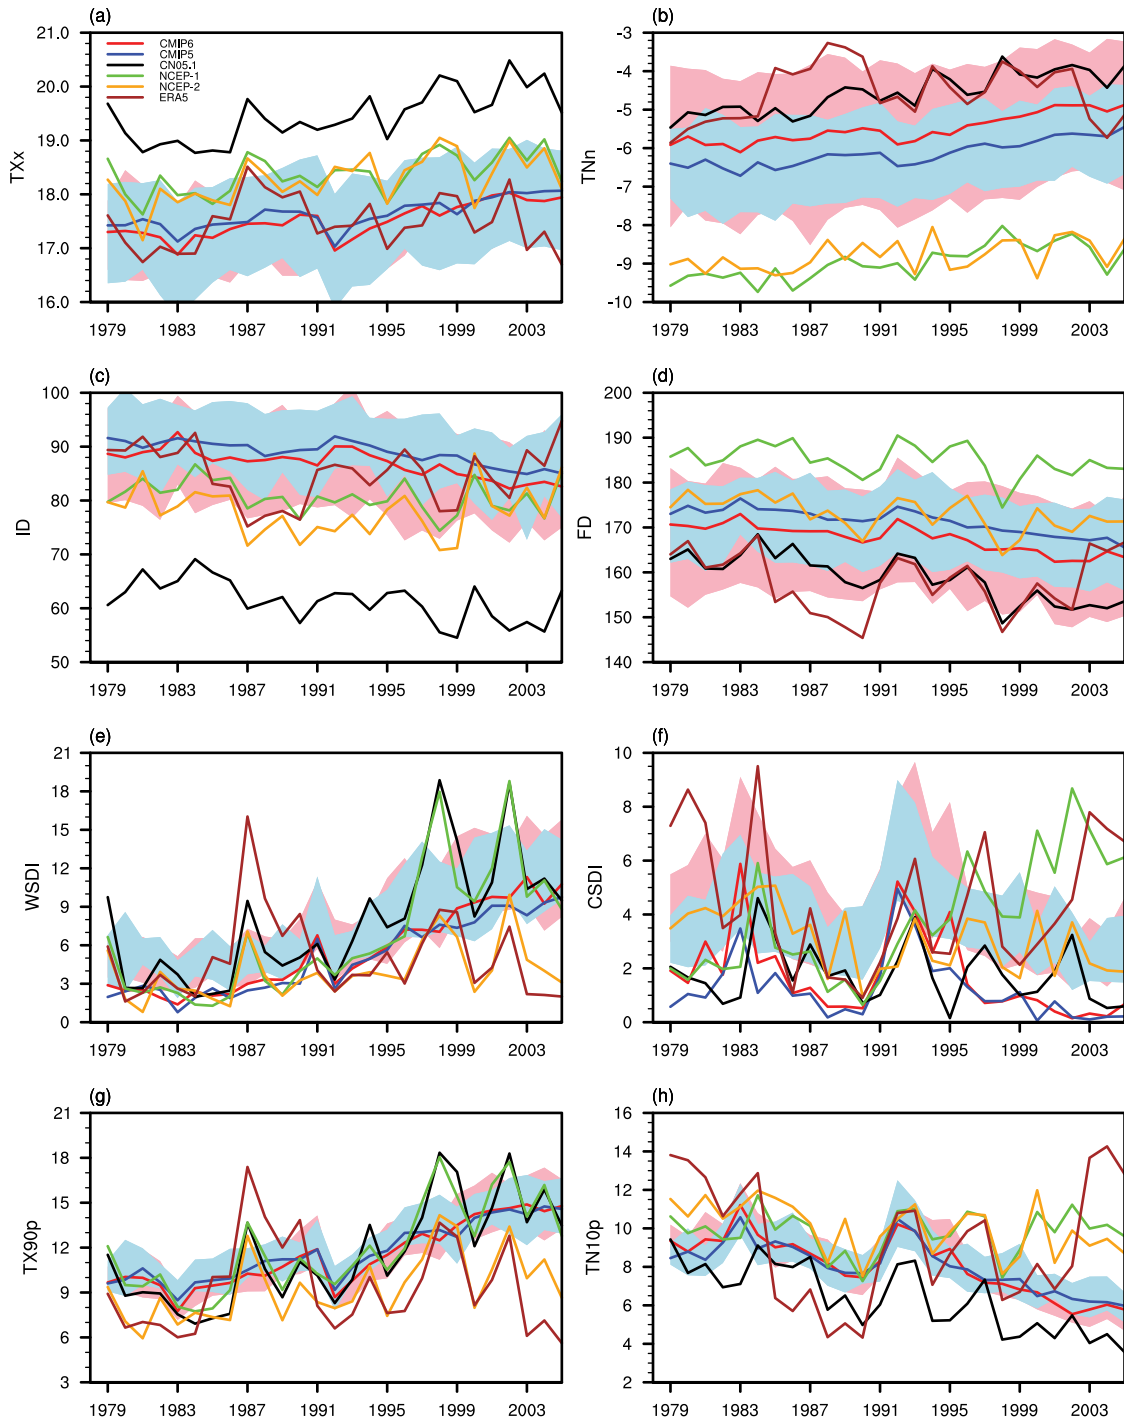 (a)
21.0
20.0
19.0
18.0
17.0
16.0
TXx
CMIP6
CMIP5
CN05.1
NCEP-1
NCEP-2
ERA5
1979 1983 1987 1991 1995 1999 2003
(b)
-3
-4
-5
-6
-7
-8
-9
-10
TNn
1979 1983 1987 1991 1995 1999 2003
(c)
100
90
80
70
60
50
ID
1979 1983 1987 1991 1995 1999 2003
(d)
200
190
180
170
160
150
140
FD
1979 1983 1987 1991 1995 1999 2003
(e)
21
18
15
12
9
6
3
0
WSDI
1979 1983 1987 1991 1995 1999 2003
(f)
10
8
6
4
2
0
CSDI
1979 1983 1987 1991 1995 1999 2003
(g)
21
18
15
12
9
6
3
TX90p
1979 1983 1987 1991 1995 1999 2003
(h)
16
14
12
10
8
6
4
2
TN10p
1979 1983 1987 1991 1995 1999 2003